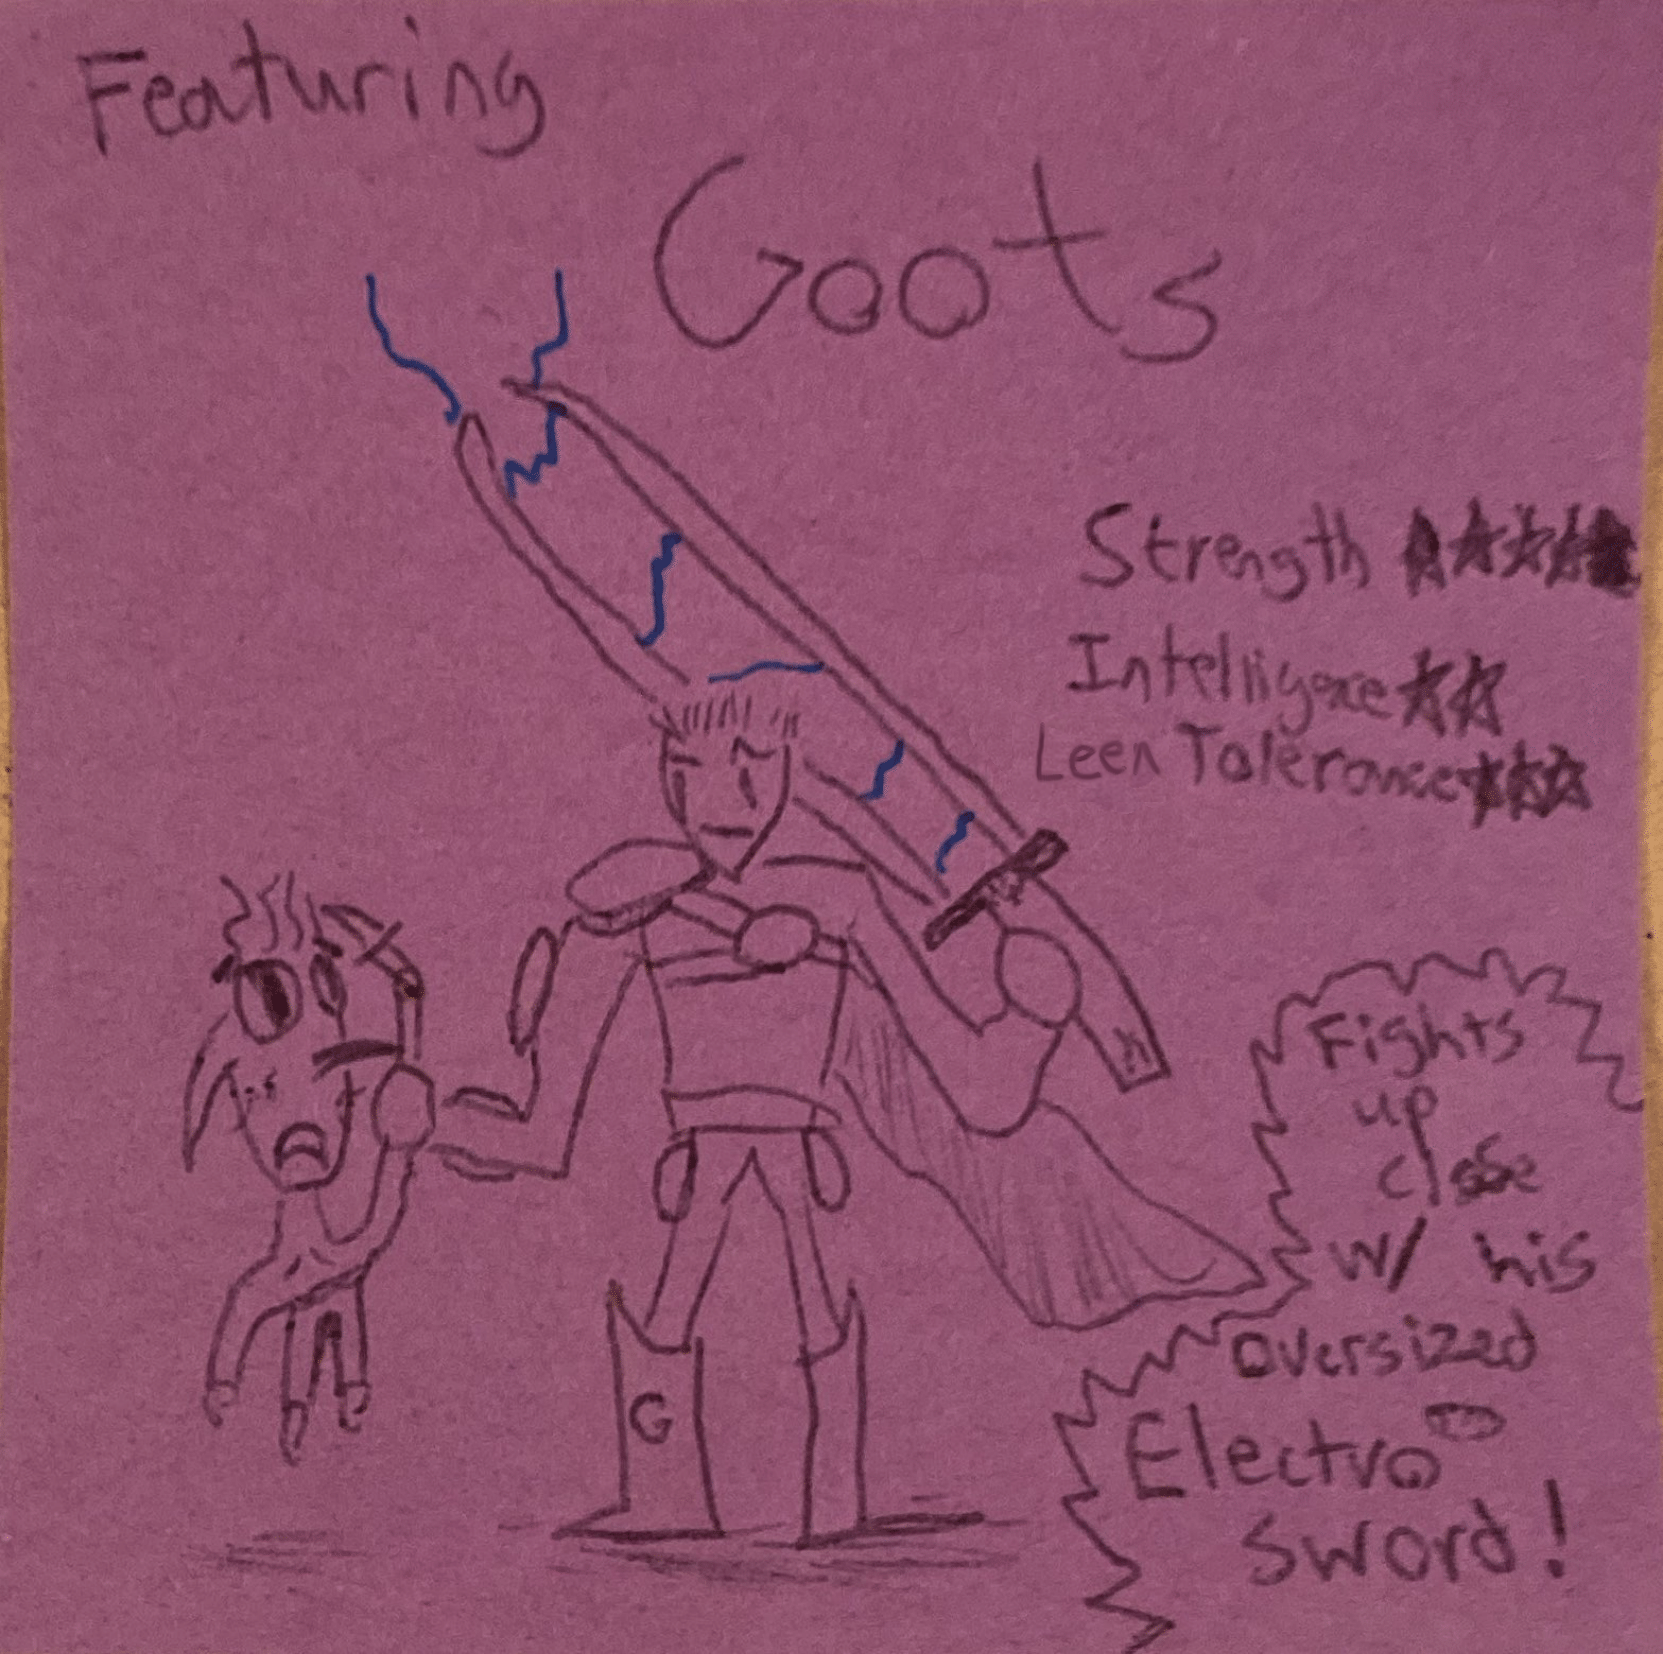 Featuring
Goots
Strength ★★★★★
Intelligence ★★
Leen Tolerance ★★★
G
Fights
up
close
w/ his
oversized
Electro
sword!